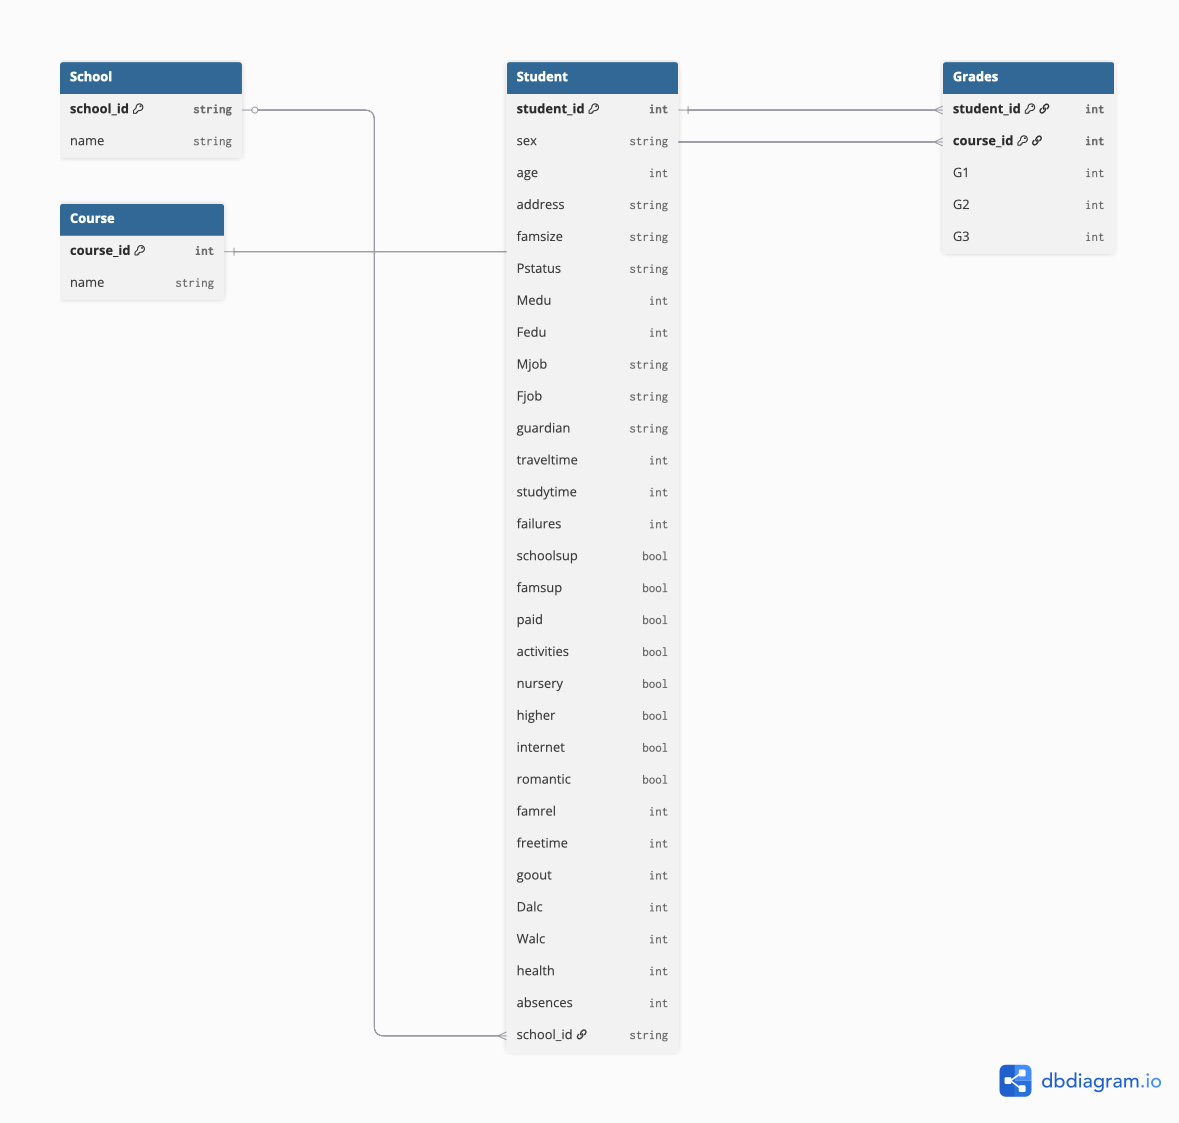 School
school_id string
name string
Course
course_id int
name string
Student
student_id int
sex string
age int
address string
famsize string
Pstatus string
Medu int
Fedu int
Mjob string
Fjob string
guardian string
traveltime int
studytime int
failures int
schoolsup bool
famsup bool
paid bool
activities bool
nursery bool
higher bool
internet bool
romantic bool
famrel int
freetime int
goout int
Dalc int
Walc int
health int
absences int
school_id string
Grades
student_id int
course_id int
G1 int
G2 int
G3 int
dbdiagram.io